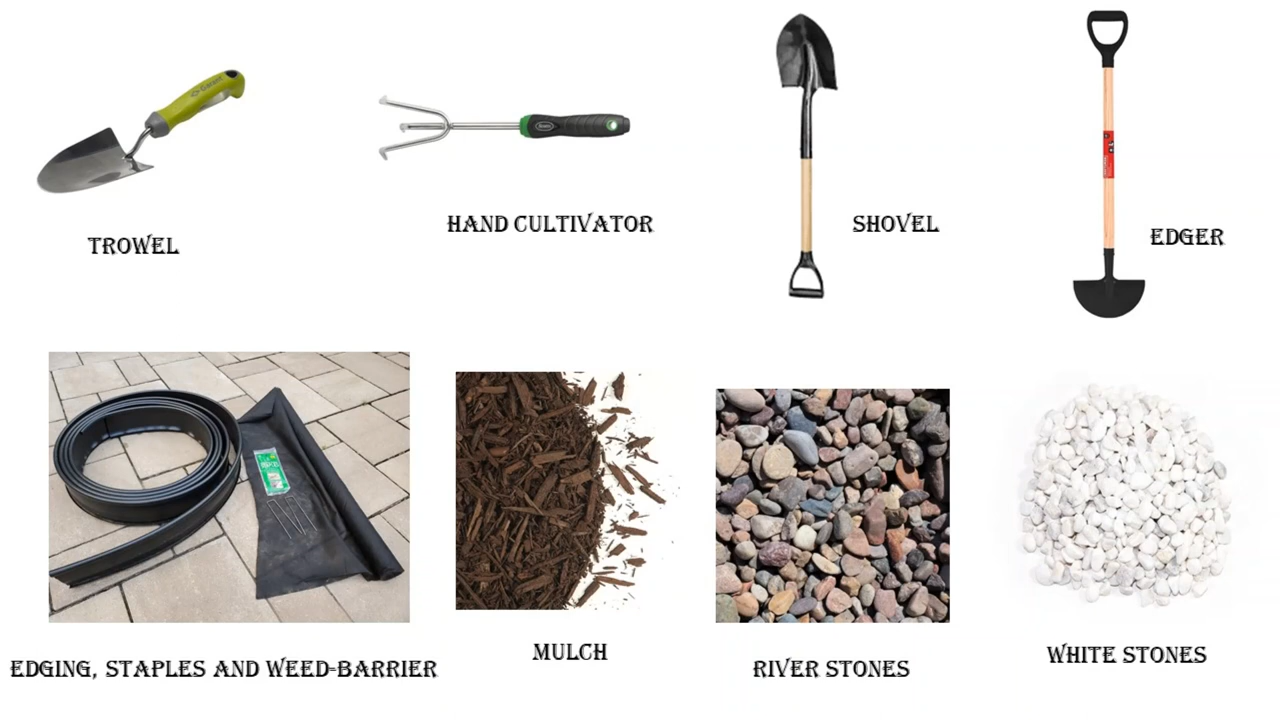 TROWEL
HAND CULTIVATOR
SHOVEL
EDGER
EDGING, STAPLES AND WEED-BARRIER
MULCH
RIVER STONES
WHITE STONES